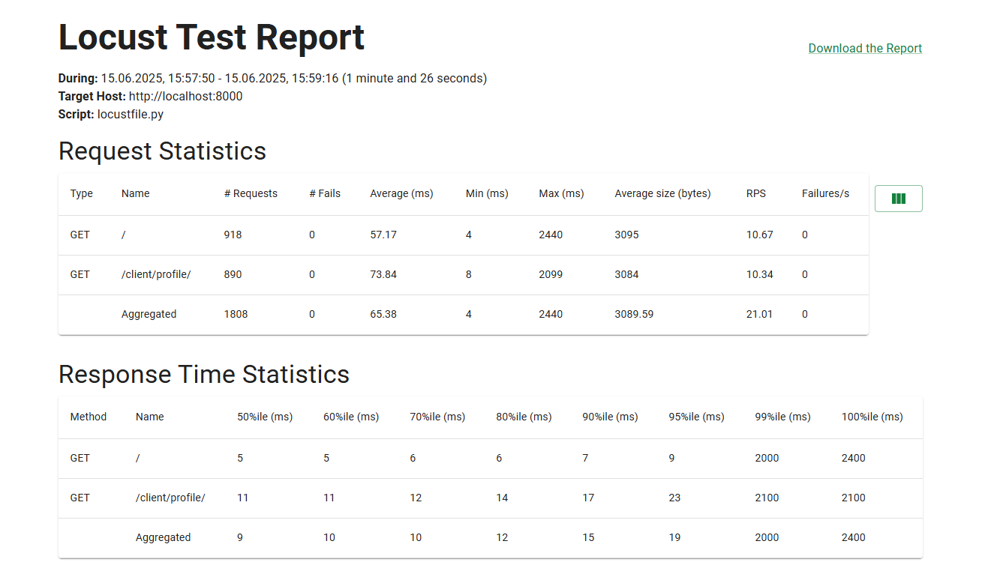 Locust Test Report
Download the Report
During: 15.06.2025, 15:57:50 - 15.06.2025, 15:59:16 (1 minute and 26 seconds)
Target Host: http://localhost:8000
Script: locustfile.py
Request Statistics
Type Name # Requests # Fails Average (ms) Min (ms) Max (ms) Average size (bytes) RPS Failures/s
GET / 918 0 57.17 4 2440 3095 10.67 0
GET /client/profile/ 890 0 73.84 8 2099 3084 10.34 0
Aggregated 1808 0 65.38 4 2440 3089.59 21.01 0
Response Time Statistics
Method Name 50%ile (ms) 60%ile (ms) 70%ile (ms) 80%ile (ms) 90%ile (ms) 95%ile (ms) 99%ile (ms) 100%ile (ms)
GET / 5 5 6 6 7 9 2000 2400
GET /client/profile/ 11 11 12 14 17 23 2100 2100
Aggregated 9 10 10 12 15 19 2000 2400